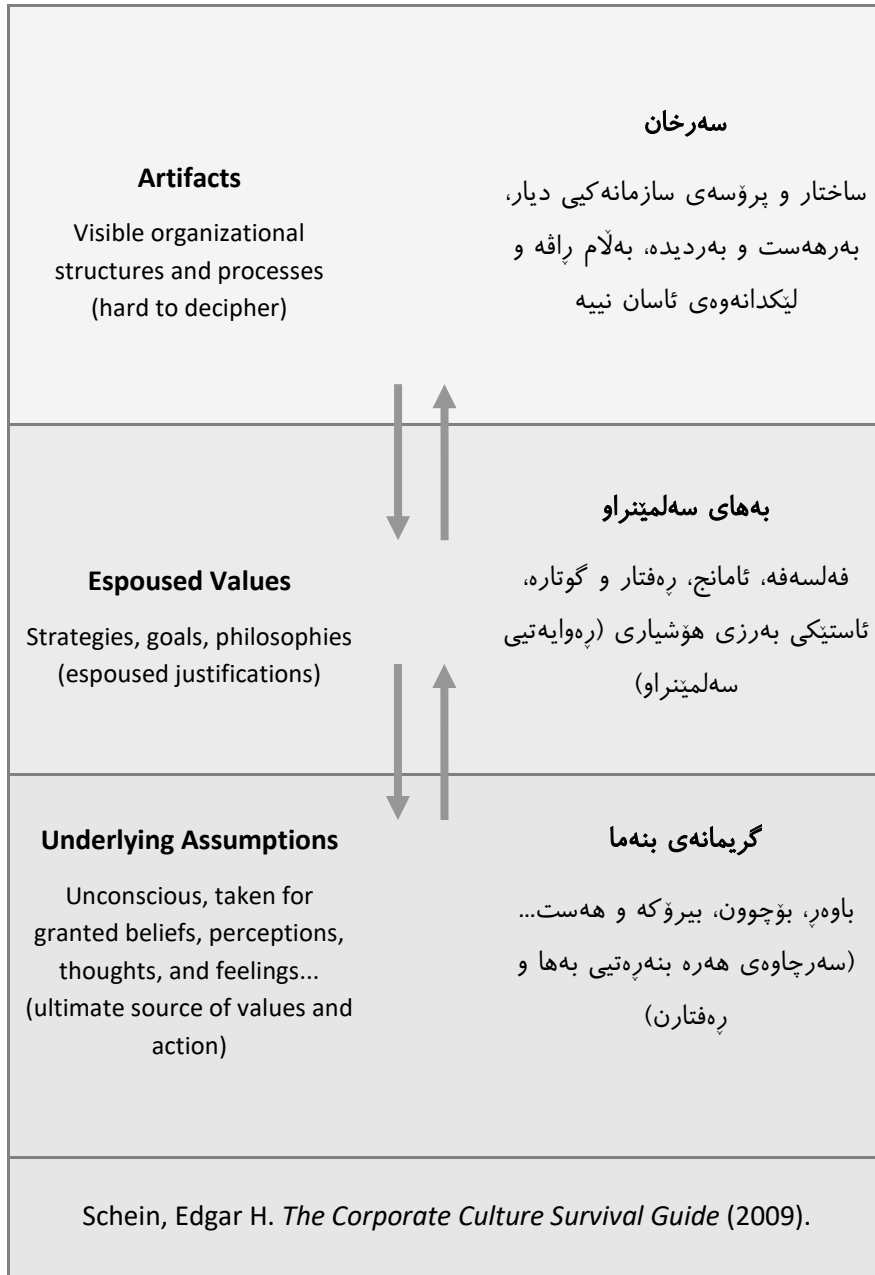 Artifacts
Visible organizational
structures and processes
(hard to decipher)
سەرخان
ساختار و پرۆسەی سازمانەکیی دیار،
بەرهەست و بەردیدە، بەڵام ڕاڤە و
لێکدانەوەی ئاسان نییە
Espoused Values
Strategies, goals, philosophies
(espoused justifications)
بەهای سەلمێنراو
فەلسەفە، ئامانج، ڕەفتار و گوتارە،
ئاستێکی بەرزی هۆشیاری (ڕەوایەتیی
سەلمێنراو)
Underlying Assumptions
Unconscious, taken for
granted beliefs, perceptions,
thoughts, and feelings...
(ultimate source of values and
action)
گریمانەی بنەما
باوەڕ، بۆچوون، بیرۆکە و هەست...
(سەرچاوەی هەرە بنەڕەتیی بەها و
ڕەفتارن)
Schein, Edgar H. The Corporate Culture Survival Guide (2009).